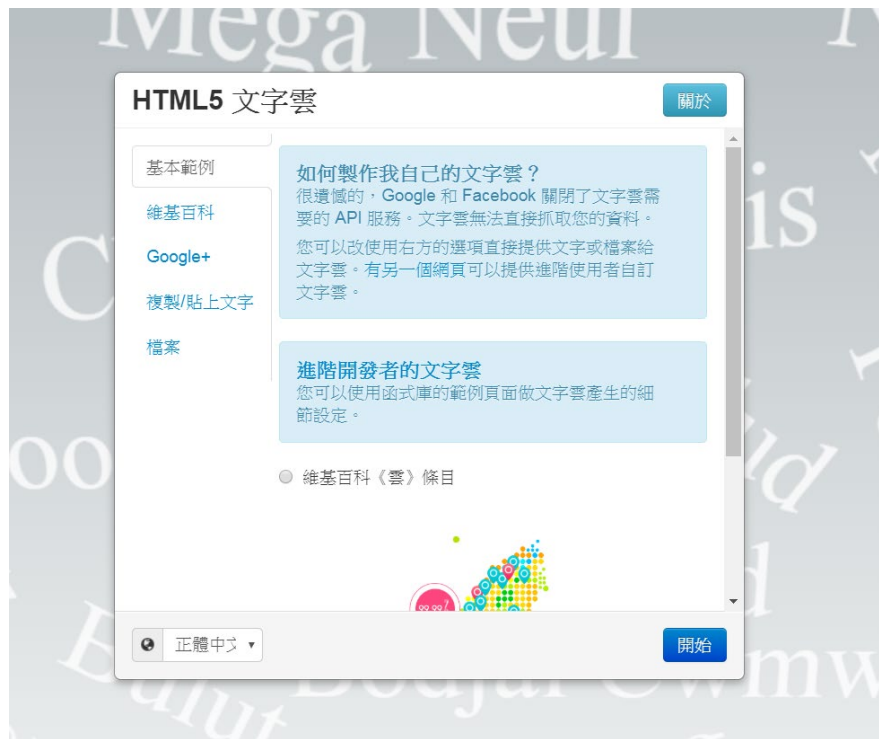 Mega Neul
HTML5 文字雲
關於
基本範例
維基百科
Google+
複製/貼上文字
檔案
如何製作我自己的文字雲？
很遺憾的，Google 和 Facebook 關閉了文字雲需
要的 API 服務。文字雲無法直接抓取您的資料。
您可以改使用右方的選項直接提供文字或檔案給
文字雲。有另一個網頁可以提供進階使用者自訂
文字雲。
進階開發者的文字雲
您可以使用函式庫的範例頁面做文字雲產生的細
節設定。
維基百科《雲》條目
正體中文
開始